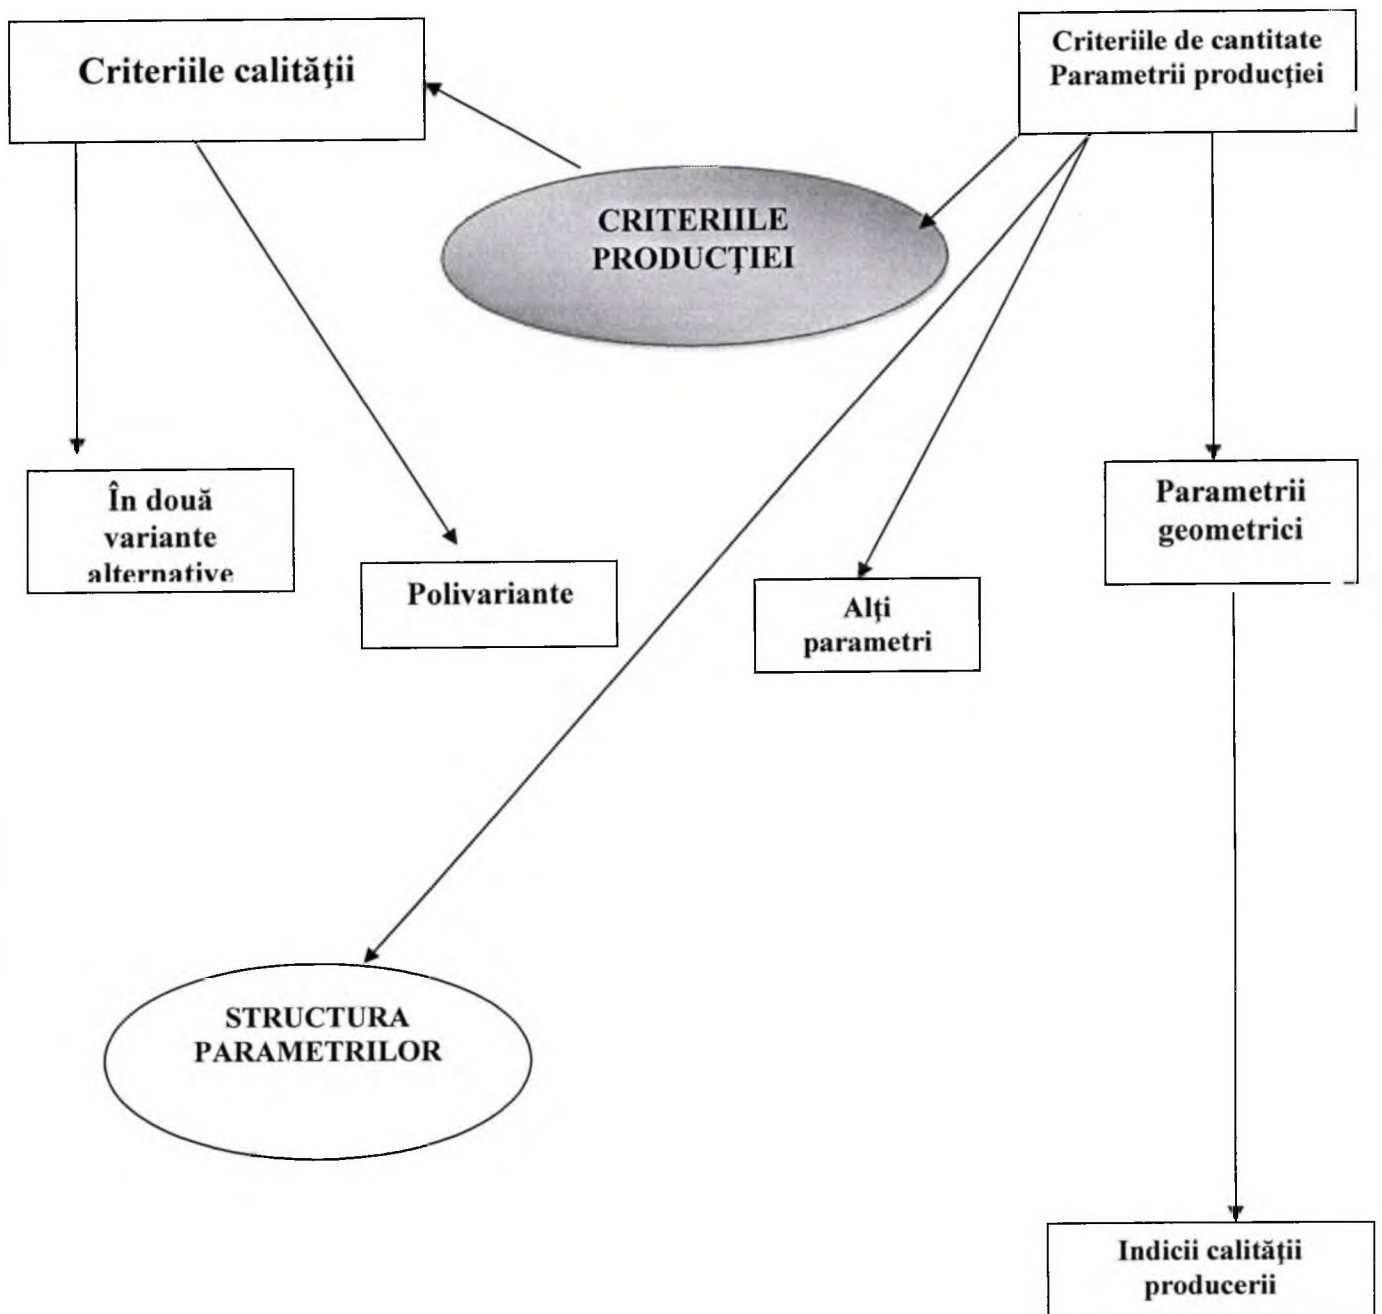 Criteriile calităţii
Criteriile de cantitate
Parametrii producţiei
CRITERIILE
PRODUCŢIEI
În două
variante
alternative
Polivariante
Alţi
parametri
Parametrii
geometrici
STRUCTURA
PARAMETRILOR
Indicii calităţii
producerii